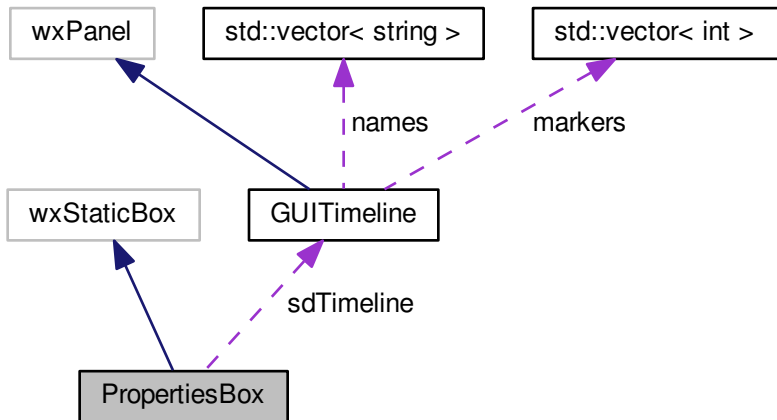 wxPanel
std::vector< string >
std::vector< int >
names
markers
wxStaticBox
GUITimeline
sdTimeline
PropertiesBox